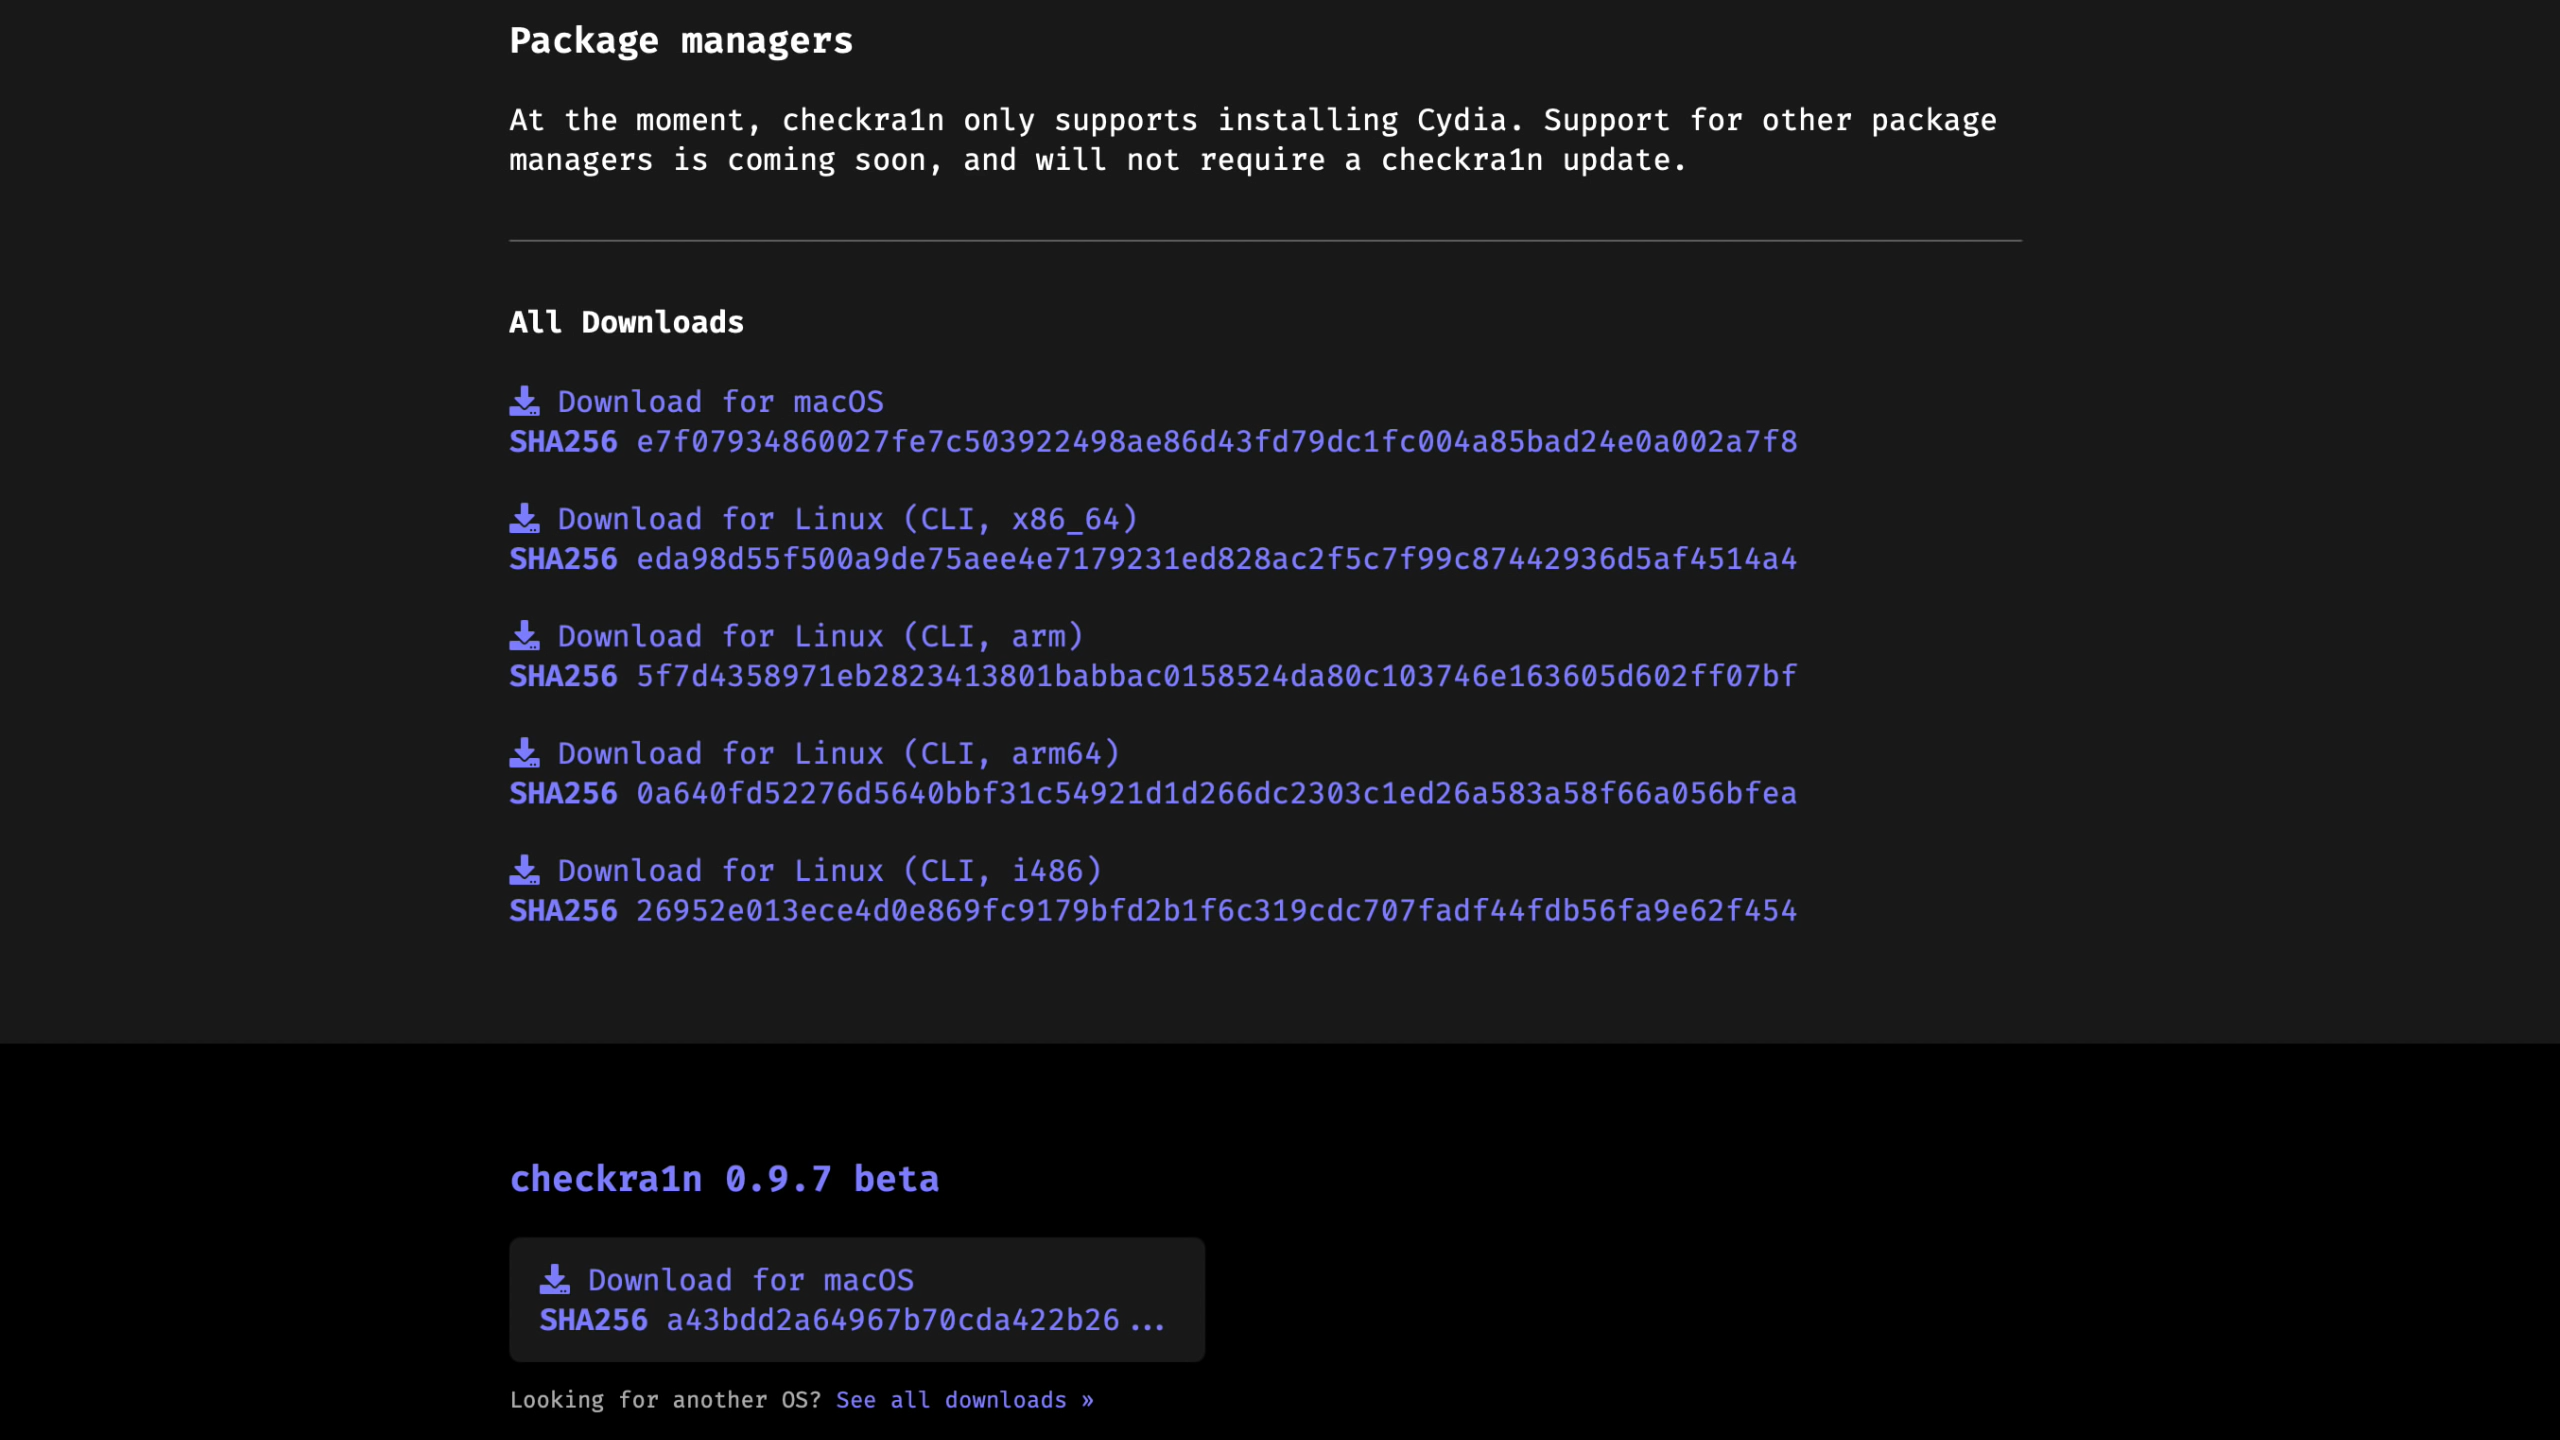 Package managers
At the moment, checkra1n only supports installing Cydia. Support for other package
managers is coming soon, and will not require a checkra1n update.
All Downloads
Download for macOS
SHA256 e7f07934860027fe7c503922498ae86d43fd79dc1fc004a85bad24e0a002a7f8
Download for Linux (CLI, x86_64)
SHA256 eda98d55f500a9de75aee4e7179231ed828ac2f5c7f99c87442936d5af4514a4
Download for Linux (CLI, arm)
SHA256 5f7d4358971eb2823413801babbac0158524da80c103746e163605d602ff07bf
Download for Linux (CLI, arm64)
SHA256 0a640fd52276d5640bbf31c54921d1d266dc2303c1ed26a583a58f66a056bfea
Download for Linux (CLI, i486)
SHA256 26952e013ece4d0e869fc9179bfd2b1f6c319cdc707fadf44fdb56fa9e62f454
checkra1n 0.9.7 beta
Download for macOS
SHA256 a43bdd2a64967b70cda422b26...
Looking for another OS? See all downloads »